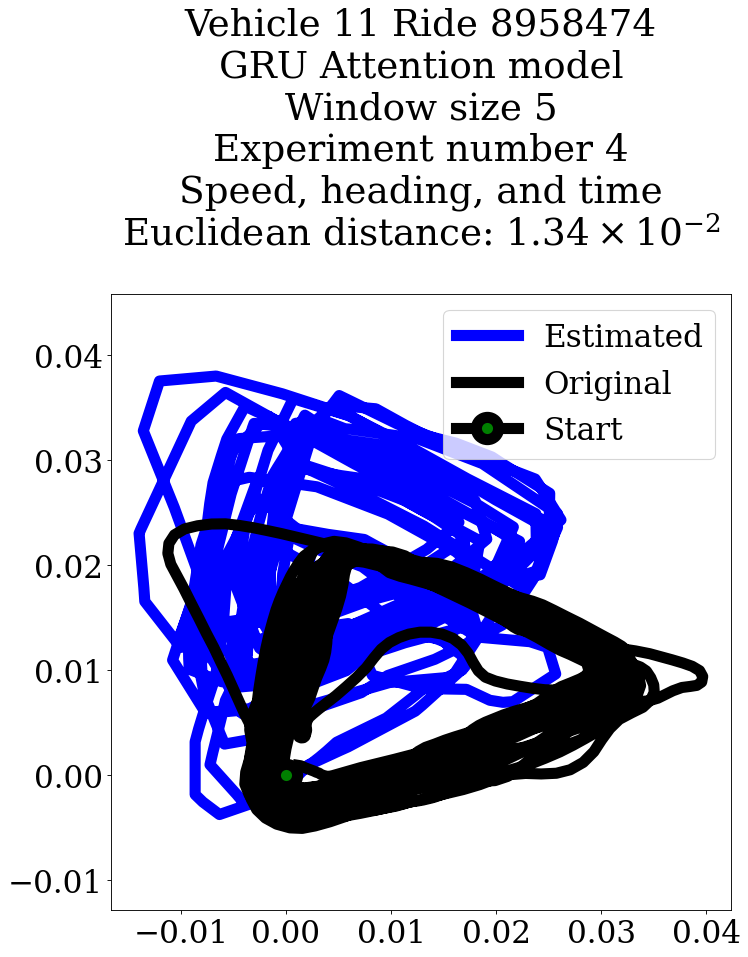 Vehicle 11 Ride 8958474
GRU Attention model
Window size 5
Experiment number 4
Speed, heading, and time
Euclidean distance: 1.34 × 10⁻²
Estimated
Original
Start
0.04
0.03
0.02
0.01
0.00
−0.01
−0.01 0.00 0.01 0.02 0.03 0.04